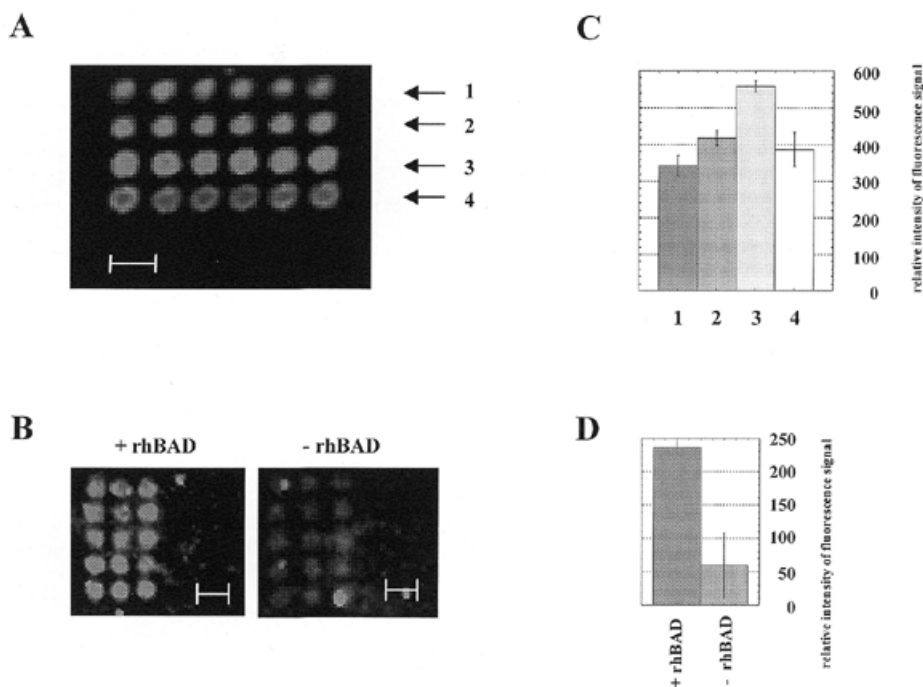 A
1
2
3
4
B
+ rhBAD
- rhBAD
C
600
500
400
300
200
100
0
relative intensity of fluorescence signal
1 2 3 4
D
250
200
150
100
50
0
relative intensity of fluorescence signal
+ rhBAD
- rhBAD